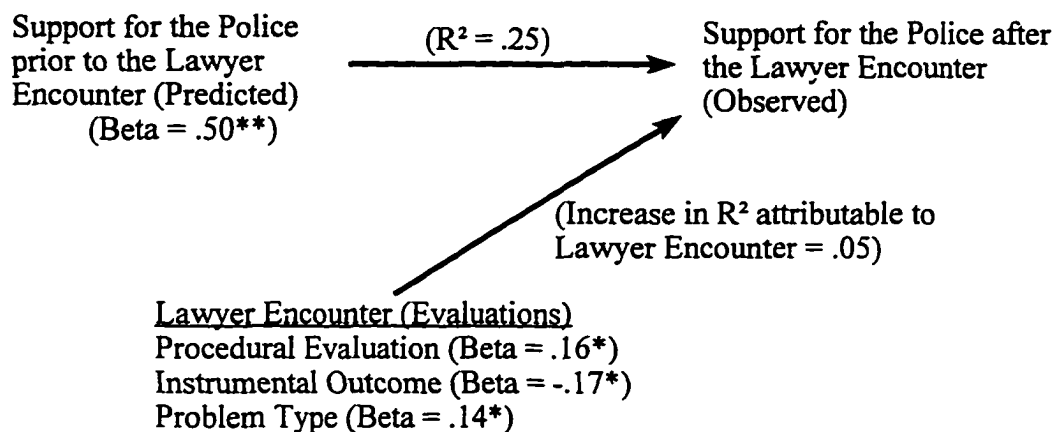 Support for the Police
prior to the Lawyer
Encounter (Predicted)
(Beta = .50**)
(R² = .25)
Support for the Police after
the Lawyer Encounter
(Observed)
(Increase in R² attributable to
Lawyer Encounter = .05)
Lawyer Encounter (Evaluations)
Procedural Evaluation (Beta = .16*)
Instrumental Outcome (Beta = -.17*)
Problem Type (Beta = .14*)